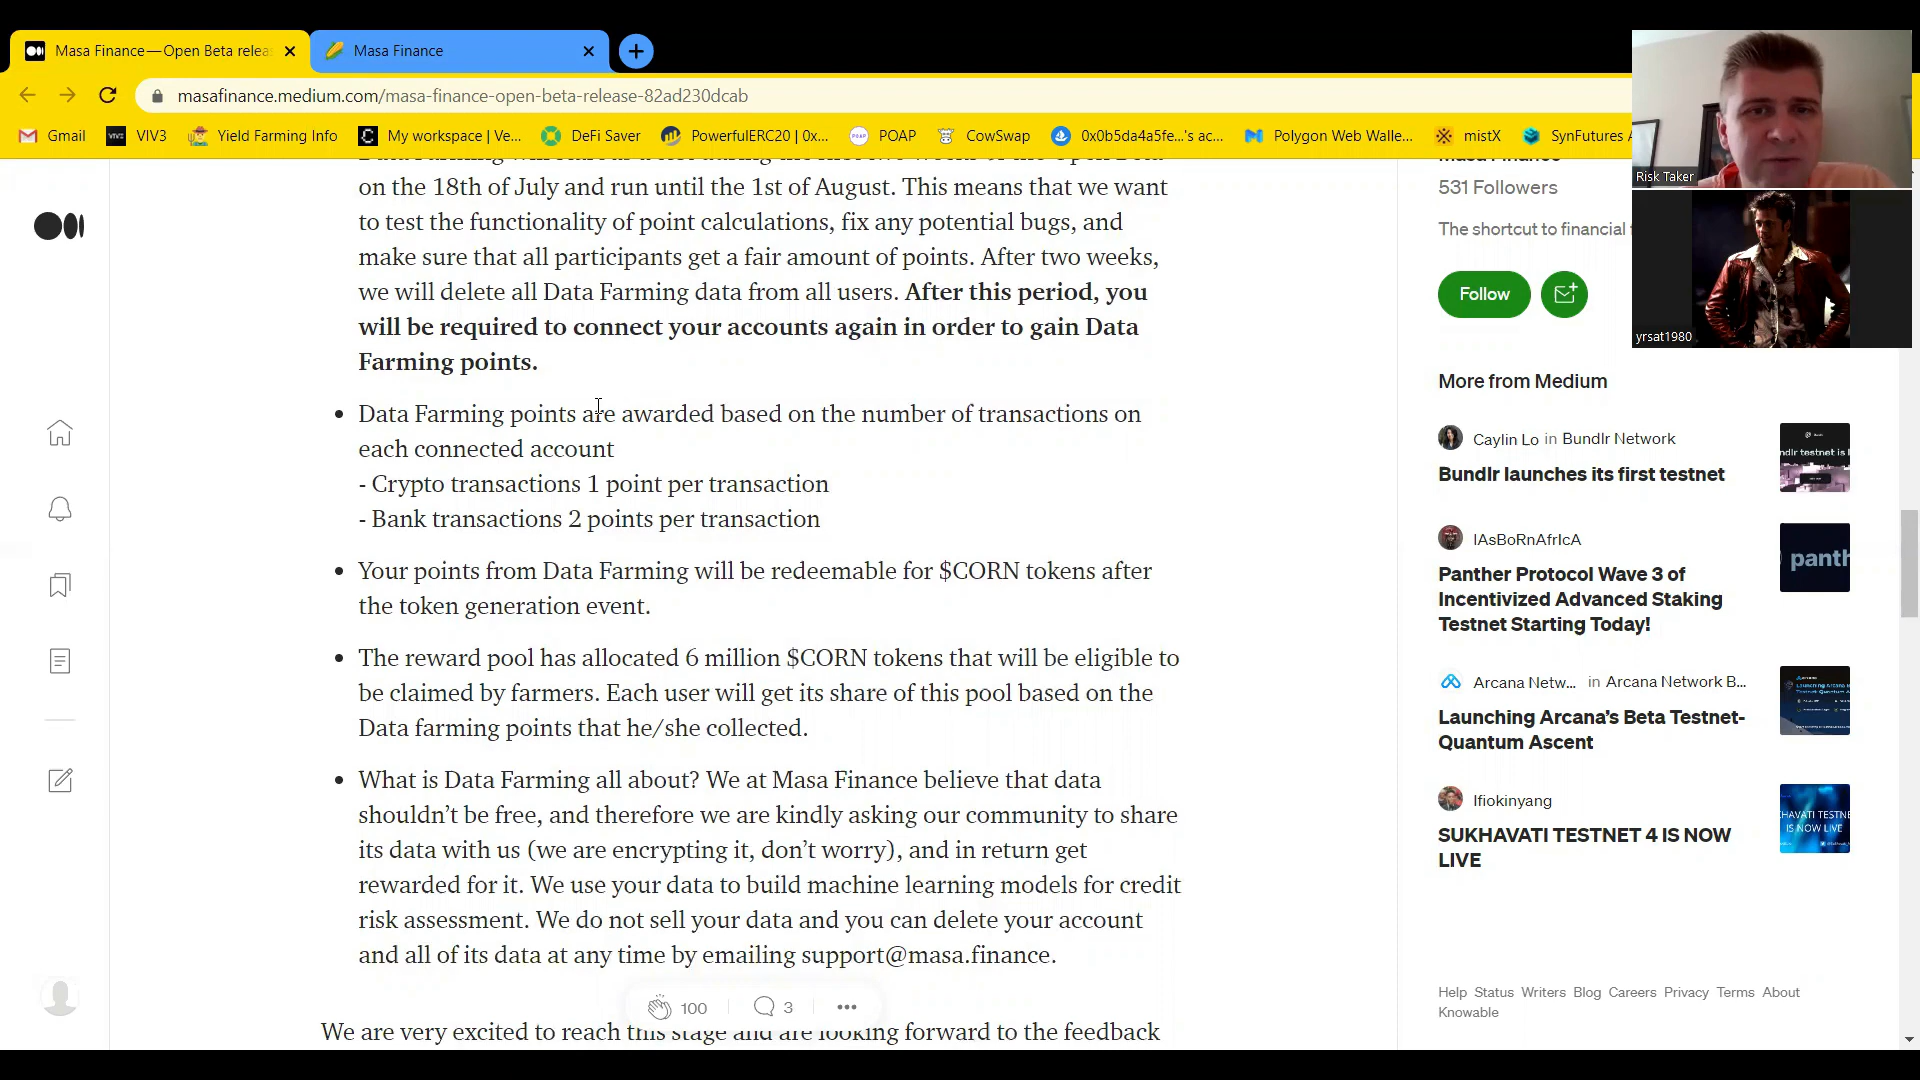 Masa Finance — Open Beta relea
Masa Finance
masafinance.medium.com/masa-finance-open-beta-release-82ad230dcab
Gmail
VIV3
Yield Farming Info
My workspace | Ve...
DeFi Saver
PowerfulERC20 | 0x...
POAP
CowSwap
0x0b5da4a5fe...'s ac...
Polygon Web Walle...
mistX
SynFutures A
Risk Taker
yrsat1980
on the 18th of July and run until the 1st of August. This means that we want
to test the functionality of point calculations, fix any potential bugs, and
make sure that all participants get a fair amount of points. After two weeks,
we will delete all Data Farming data from all users. After this period, you
will be required to connect your accounts again in order to gain Data
Farming points.
• Data Farming points are awarded based on the number of transactions on
each connected account
- Crypto transactions 1 point per transaction
- Bank transactions 2 points per transaction
• Your points from Data Farming will be redeemable for $CORN tokens after
the token generation event.
• The reward pool has allocated 6 million $CORN tokens that will be eligible to
be claimed by farmers. Each user will get its share of this pool based on the
Data farming points that he/she collected.
• What is Data Farming all about? We at Masa Finance believe that data
shouldn’t be free, and therefore we are kindly asking our community to share
its data with us (we are encrypting it, don’t worry), and in return get
rewarded for it. We use your data to build machine learning models for credit
risk assessment. We do not sell your data and you can delete your account
and all of its data at any time by emailing support@masa.finance.
100
3
We are very excited to reach this stage and are looking forward to the feedback
531 Followers
The shortcut to financial
Follow
More from Medium
Caylin Lo in Bundlr Network
Bundlr launches its first testnet
IAsBoRnAfrIcA
Panther Protocol Wave 3 of
Incentivized Advanced Staking
Testnet Starting Today!
panth
Arcana Netw... in Arcana Network B...
Launching Arcana’s Beta Testnet-
Quantum Ascent
Ifiokinyang
SUKHAVATI TESTNET 4 IS NOW
LIVE
Help Status Writers Blog Careers Privacy Terms About
Knowable